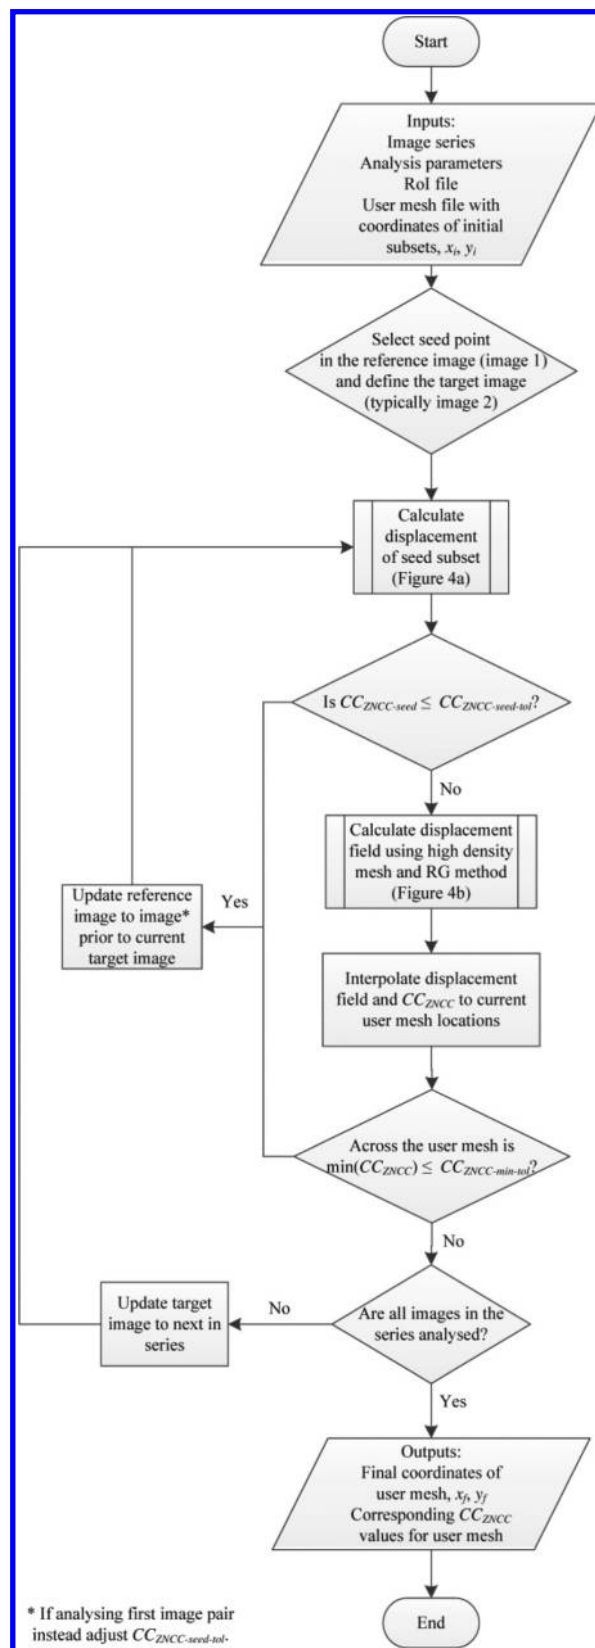 Start
Inputs:
Image series
Analysis parameters
RoI file
User mesh file with
coordinates of initial
subsets, xi, yi
Select seed point
in the reference image (image 1)
and define the target image
(typically image 2)
Calculate
displacement
of seed subset
(Figure 4a)
Is CCZNCC-seed ≤ CCZNCC-seed-tol?
No
Calculate displacement
field using high density
mesh and RG method
(Figure 4b)
Yes
Update reference
image to image*
prior to current
target image
Interpolate displacement
field and CCZNCC to current
user mesh locations
Across the user mesh is
min(CCZNCC) ≤ CCZNCC-min-tol?
No
Are all images in the
series analysed?
No
Update target
image to next in
series
Yes
Outputs:
Final coordinates of
user mesh, xf, yf
Corresponding CCZNCC
values for user mesh
End
* If analysing first image pair
instead adjust CCZNCC-seed-tol.